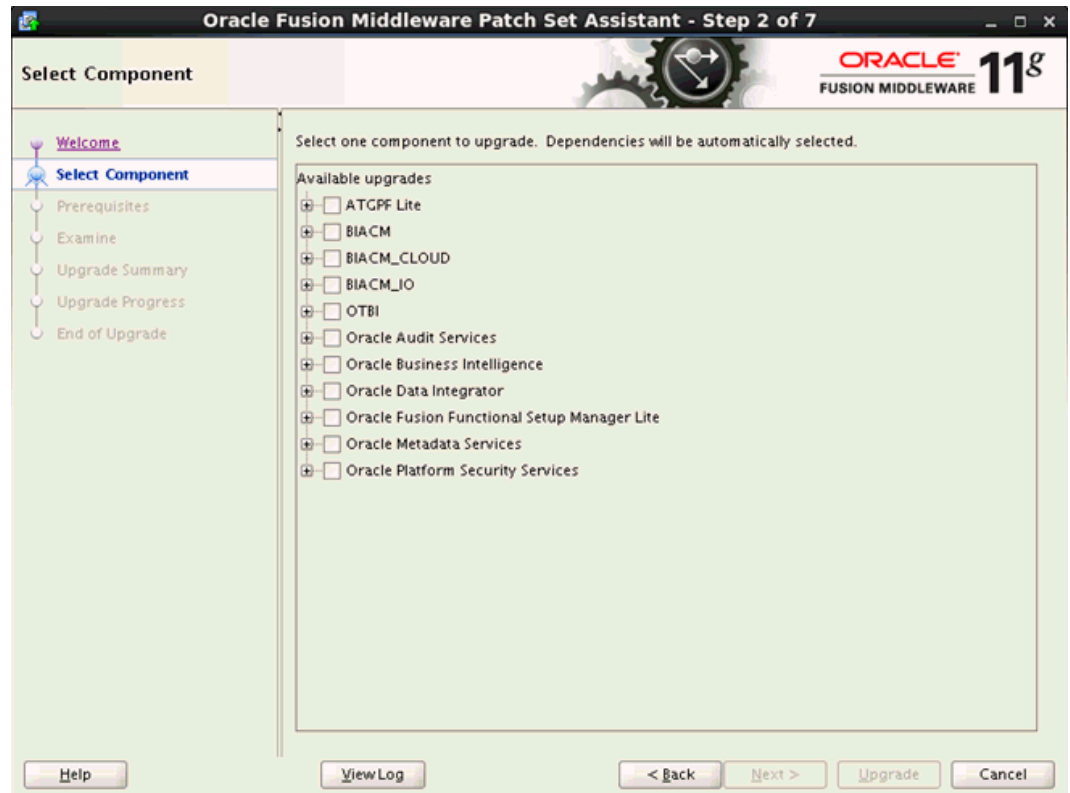 Oracle Fusion Middleware Patch Set Assistant - Step 2 of 7
Select Component
ORACLE
FUSION MIDDLEWARE
11g
Welcome
Select Component
Prerequisites
Examine
Upgrade Summary
Upgrade Progress
End of Upgrade
Select one component to upgrade. Dependencies will be automatically selected.
Available upgrades
ATGPF Lite
BIACM
BIACM_CLOUD
BIACM_IO
OTBI
Oracle Audit Services
Oracle Business Intelligence
Oracle Data Integrator
Oracle Fusion Functional Setup Manager Lite
Oracle Metadata Services
Oracle Platform Security Services
Help
View Log
< Back
Next >
Upgrade
Cancel